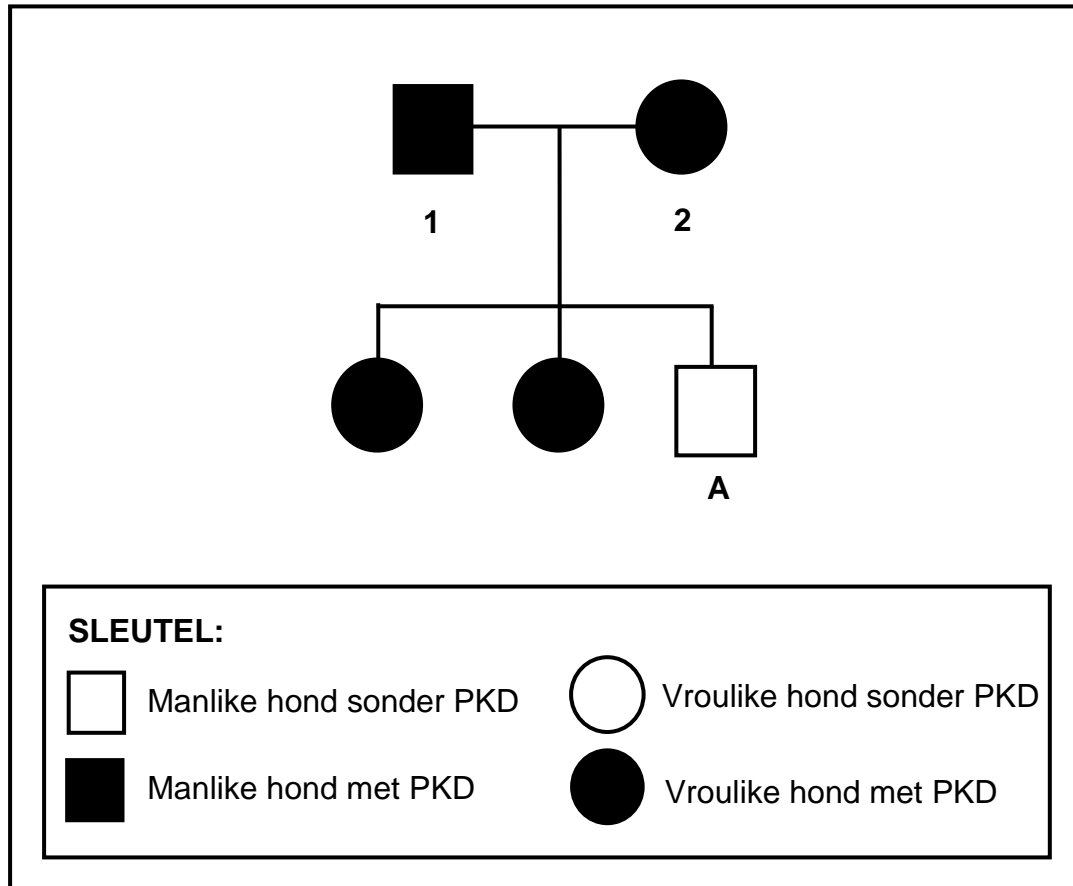 1
2
A
SLEUTEL:
Manlike hond sonder PKD
Vroulike hond sonder PKD
Manlike hond met PKD
Vroulike hond met PKD